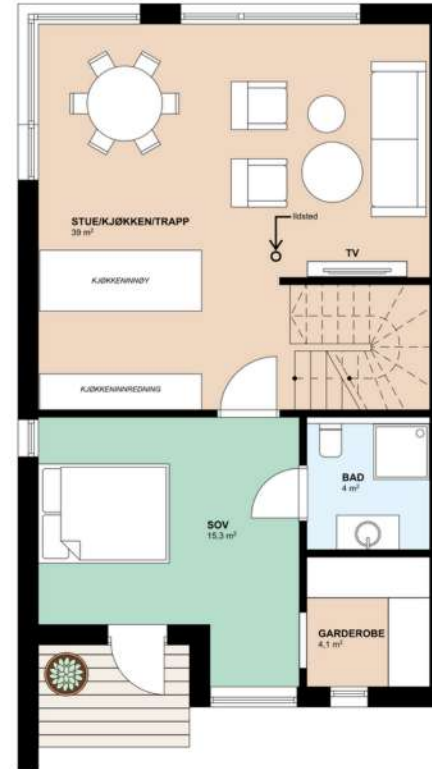 STUE/KJØKKEN/TRAPP
39 m²
Ildsted
TV
KJØKKENINNØY
KJØKKENINNREDNING
SOV
15,3 m²
BAD
4 m²
GARDEROBE
4,1 m²